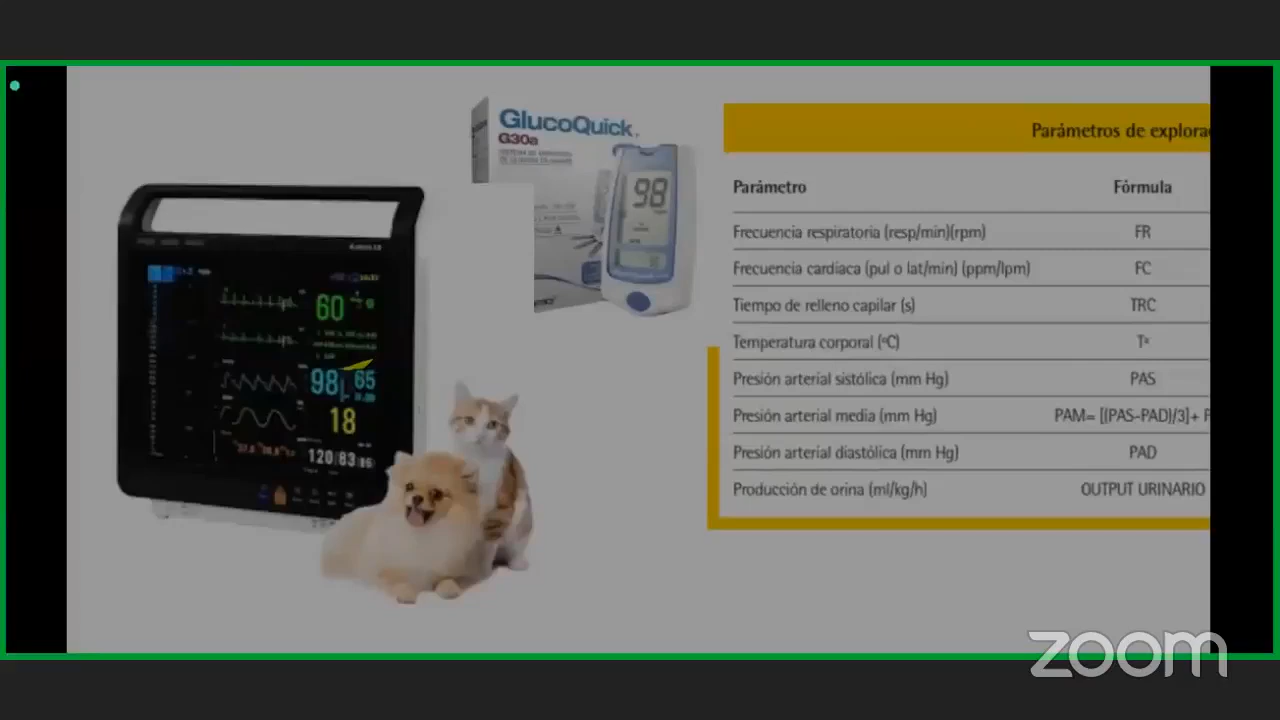 GlucoQuick
G30a
98
60
98
65
18
120/83
Parámetros de explora
Parámetro Fórmula
Frecuencia respiratoria (resp/min)(rpm) FR
Frecuencia cardíaca (pul o lat/min) (ppm/lpm) FC
Tiempo de relleno capilar (s) TRC
Temperatura corporal (ºC) Tª
Presión arterial sistólica (mm Hg) PAS
Presión arterial media (mm Hg) PAM= [(PAS-PAD)/3]+ P
Presión arterial diastólica (mm Hg) PAD
Producción de orina (ml/kg/h) OUTPUT URINARIO
zoom